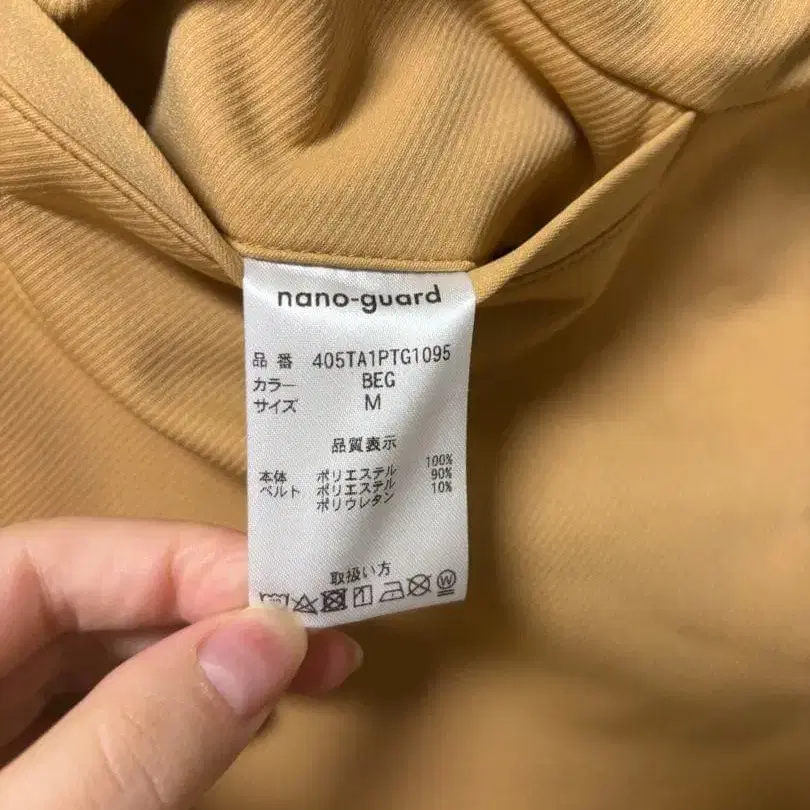 nano-guard
品番 405TA1PTG1095
カラー BEG
サイズ M
品質表示
本体 ポリエステル 100%
ベルト ポリエステル 90%
ポリウレタン 10%
取扱い方
W